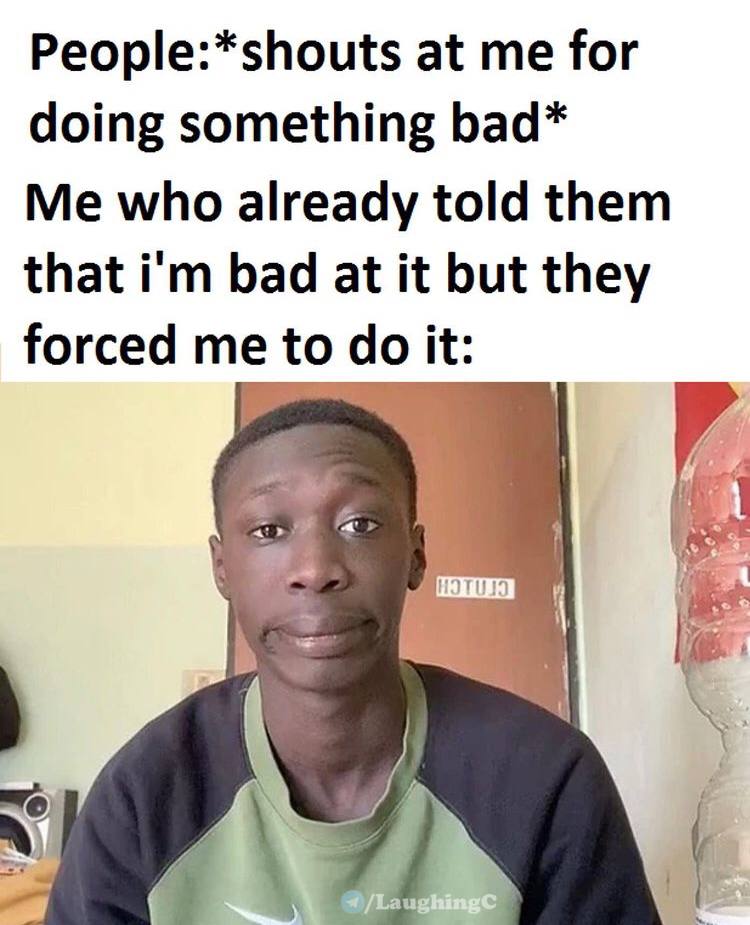 People:*shouts at me for
doing something bad*
Me who already told them
that i'm bad at it but they
forced me to do it:
CLUTCH
/LaughingC